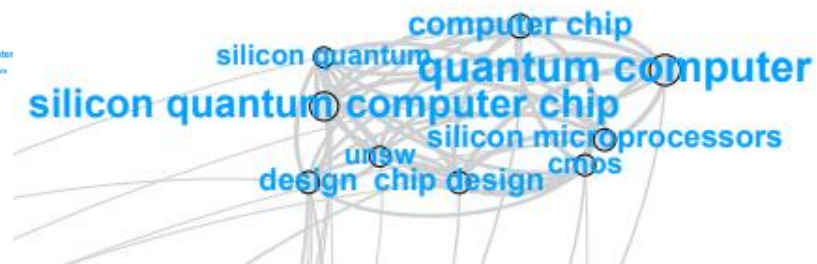 computer chip
silicon quantum
quantum computer
silicon quantum computer chip
silicon microprocessors
unsw
cmos
design
chip design